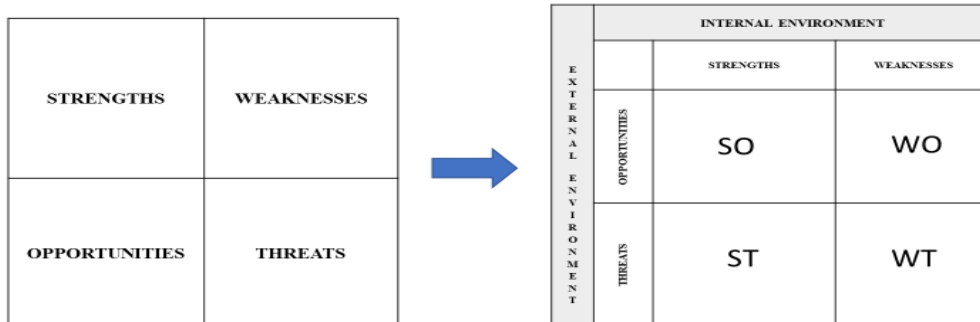 STRENGTHS
WEAKNESSES
OPPORTUNITIES
THREATS
EXTERNAL ENVIRONMENT
INTERNAL ENVIRONMENT
STRENGTHS
WEAKNESSES
OPPORTUNITIES
SO
WO
THREATS
ST
WT